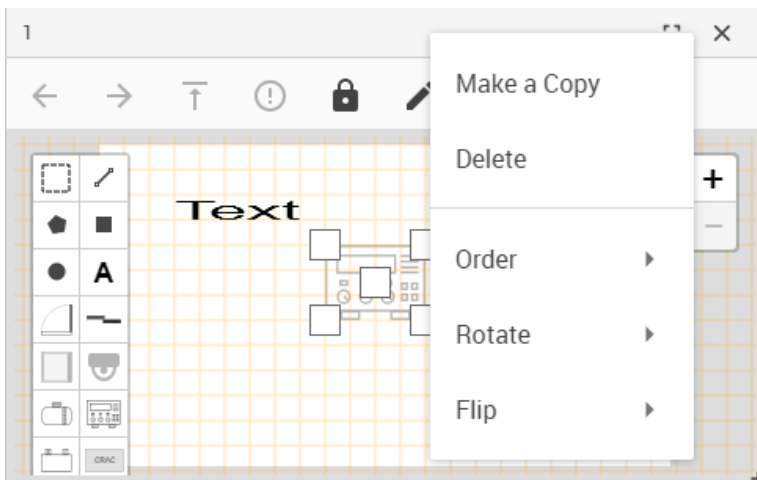 1
Make a Copy
Delete
Text
Order
A
Rotate
Flip
CRAC